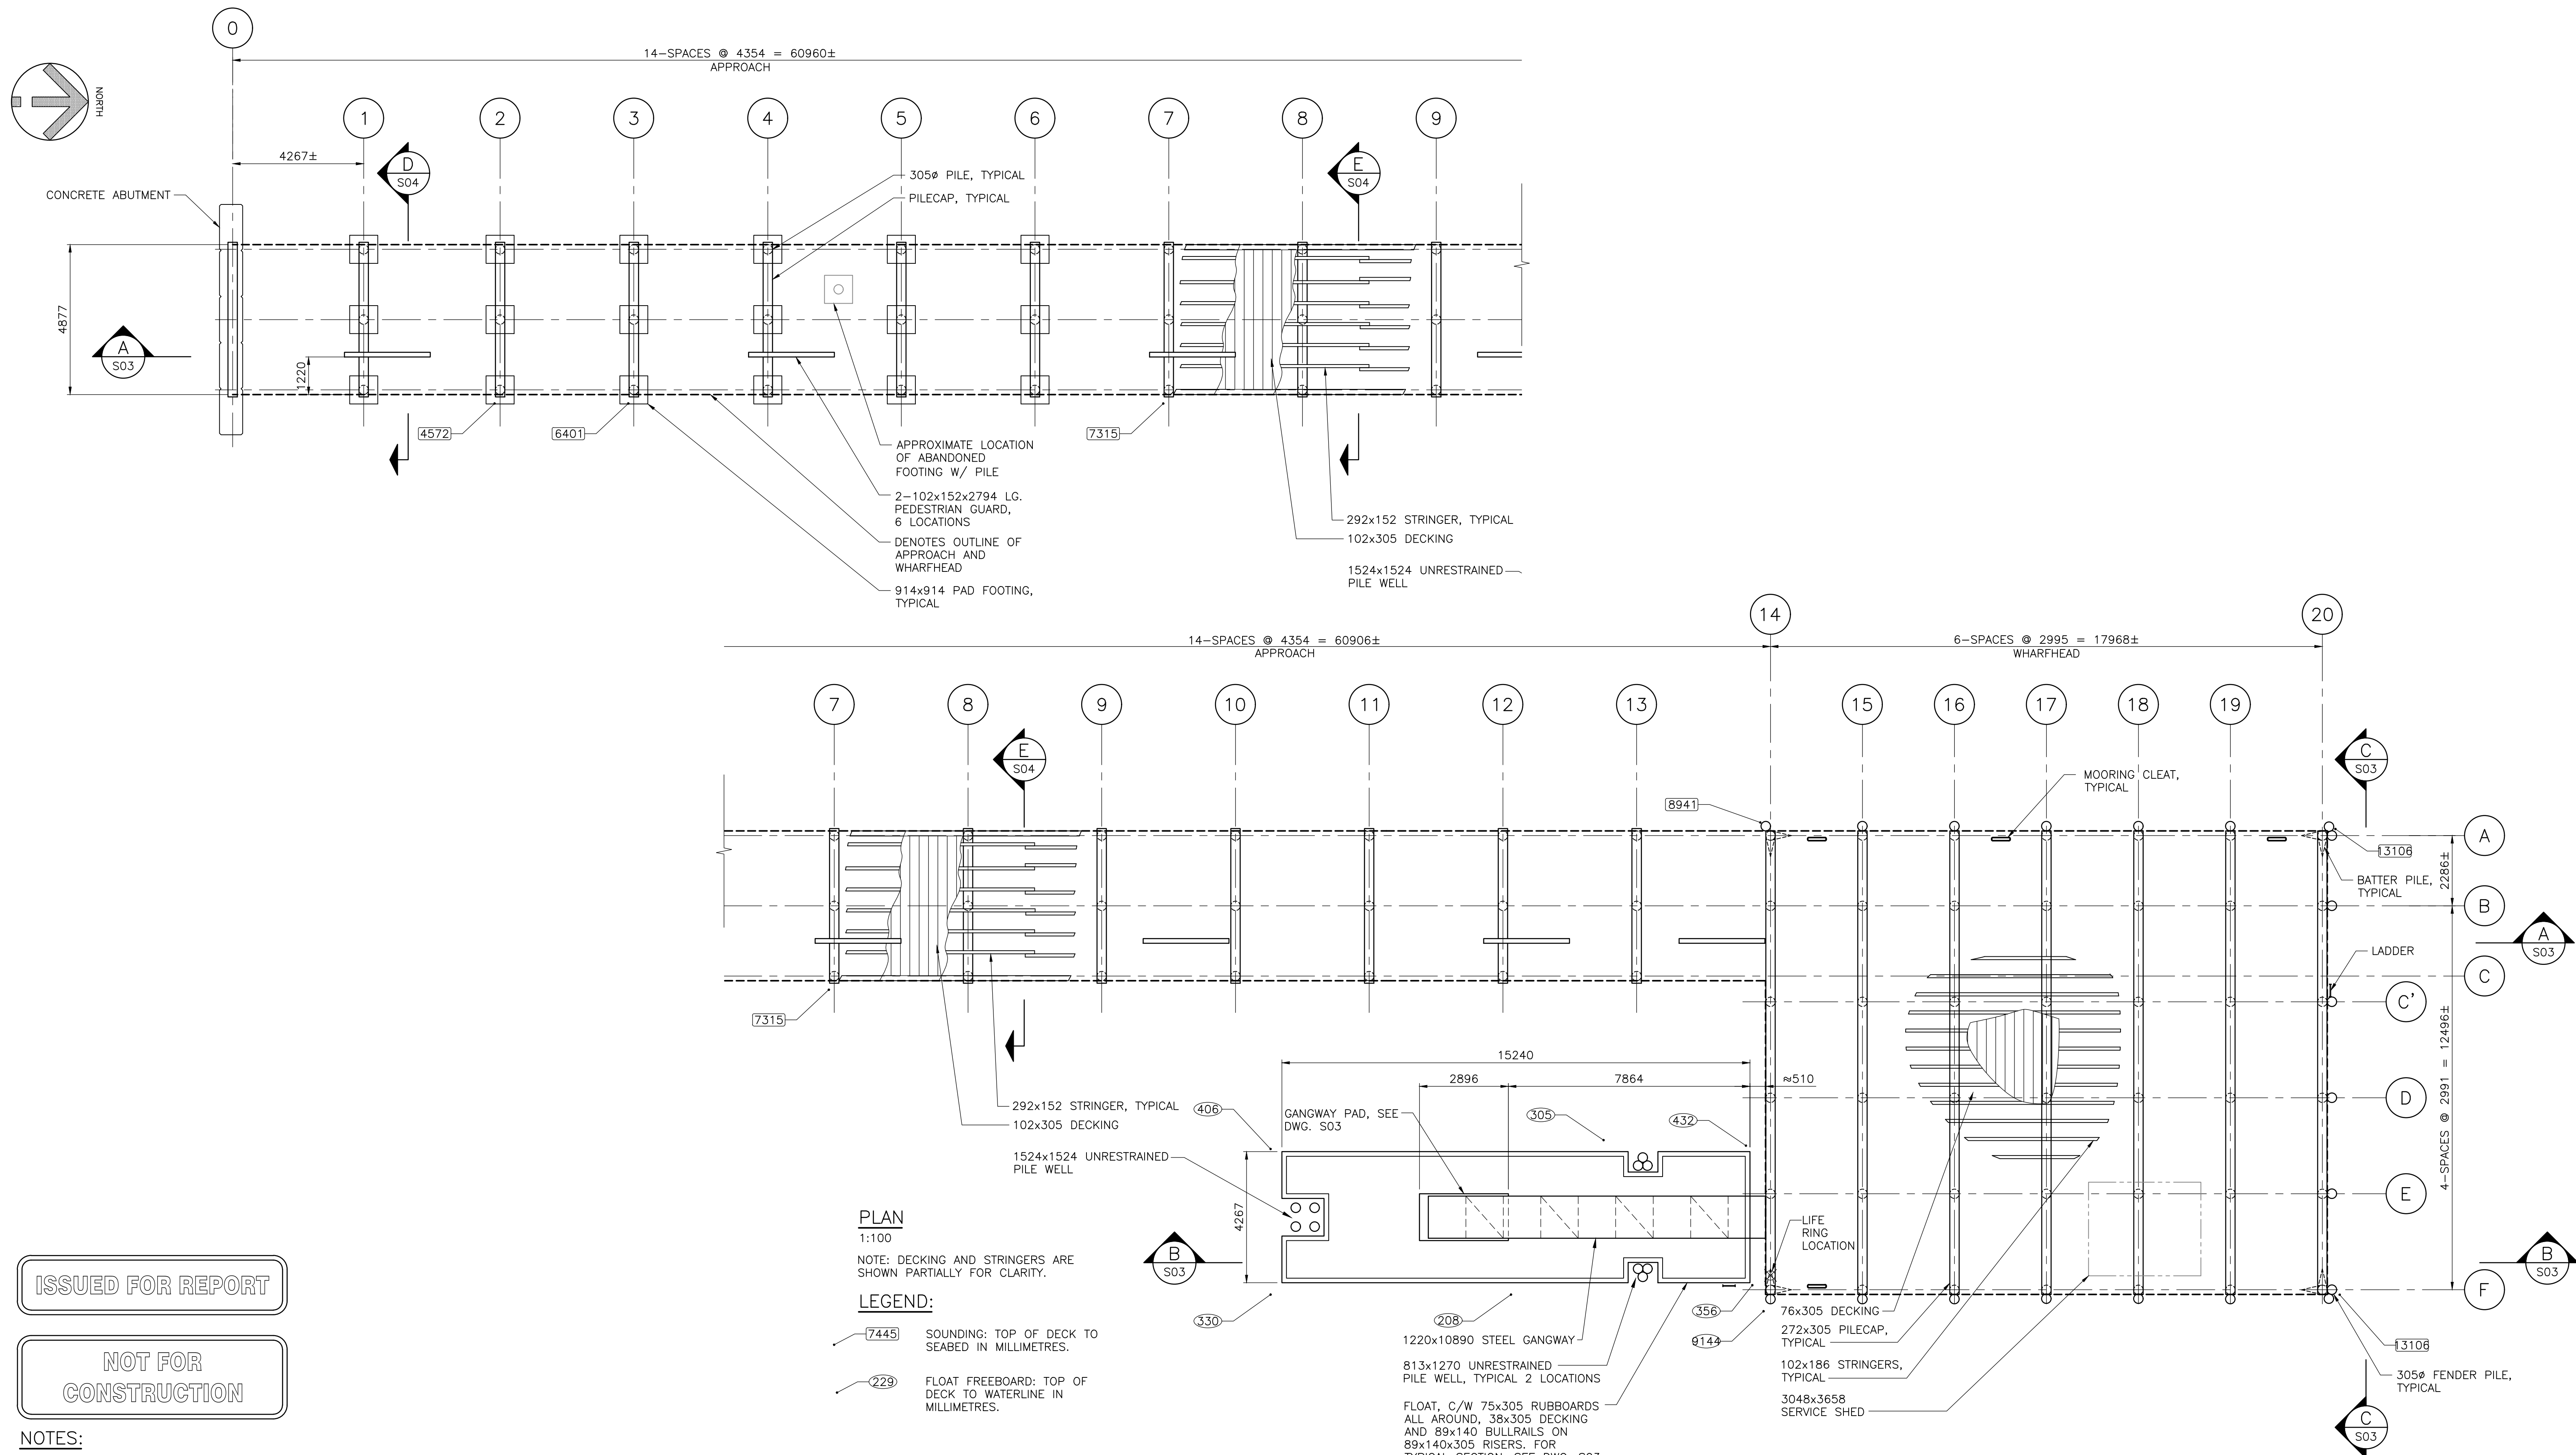 0
14-SPACES @ 4354 = 60960±
APPROACH
NORTH
1
2
3
4
5
6
7
8
9
4267±
D
S04
E
S04
CONCRETE ABUTMENT
305ø PILE, TYPICAL
PILECAP, TYPICAL
4877
A
S03
1220
4572
6401
7315
APPROXIMATE LOCATION
OF ABANDONED
FOOTING W/ PILE
2-102x152x2794 LG.
PEDESTRIAN GUARD,
6 LOCATIONS
DENOTES OUTLINE OF
APPROACH AND
WHARFHEAD
914x914 PAD FOOTING,
TYPICAL
292x152 STRINGER, TYPICAL
102x305 DECKING
1524x1524 UNRESTRAINED
PILE WELL
14
20
14-SPACES @ 4354 = 60906±
APPROACH
6-SPACES @ 2995 = 17968±
WHARFHEAD
7
8
9
10
11
12
13
15
16
17
18
19
E
S04
C
S03
MOORING CLEAT,
TYPICAL
8941
13106
A
2286±
BATTER PILE,
TYPICAL
B
A
S03
LADDER
C
C'
7315
15240
2896
7864
≈510
4-SPACES @ 2991 = 12496±
D
292x152 STRINGER, TYPICAL
102x305 DECKING
406
GANGWAY PAD, SEE
DWG. S03
305
432
1524x1524 UNRESTRAINED
PILE WELL
4267
E
LIFE
RING
LOCATION
B
S03
B
S03
F
PLAN
1:100
NOTE: DECKING AND STRINGERS ARE
SHOWN PARTIALLY FOR CLARITY.
LEGEND:
7445
SOUNDING: TOP OF DECK TO
SEABED IN MILLIMETRES.
229
FLOAT FREEBOARD: TOP OF
DECK TO WATERLINE IN
MILLIMETRES.
330
208
356
9144
1220x10890 STEEL GANGWAY
813x1270 UNRESTRAINED
PILE WELL, TYPICAL 2 LOCATIONS
FLOAT, C/W 75x305 RUBBOARDS
ALL AROUND, 38x305 DECKING
AND 89x140 BULLRAILS ON
89x140x305 RISERS. FOR
TYPICAL SECTION, SEE DWG. S03
76x305 DECKING
272x305 PILECAP,
TYPICAL
102x186 STRINGERS,
TYPICAL
3048x3658
SERVICE SHED
13106
305ø FENDER PILE,
TYPICAL
C
S03
ISSUED FOR REPORT
NOT FOR
CONSTRUCTION
NOTES: